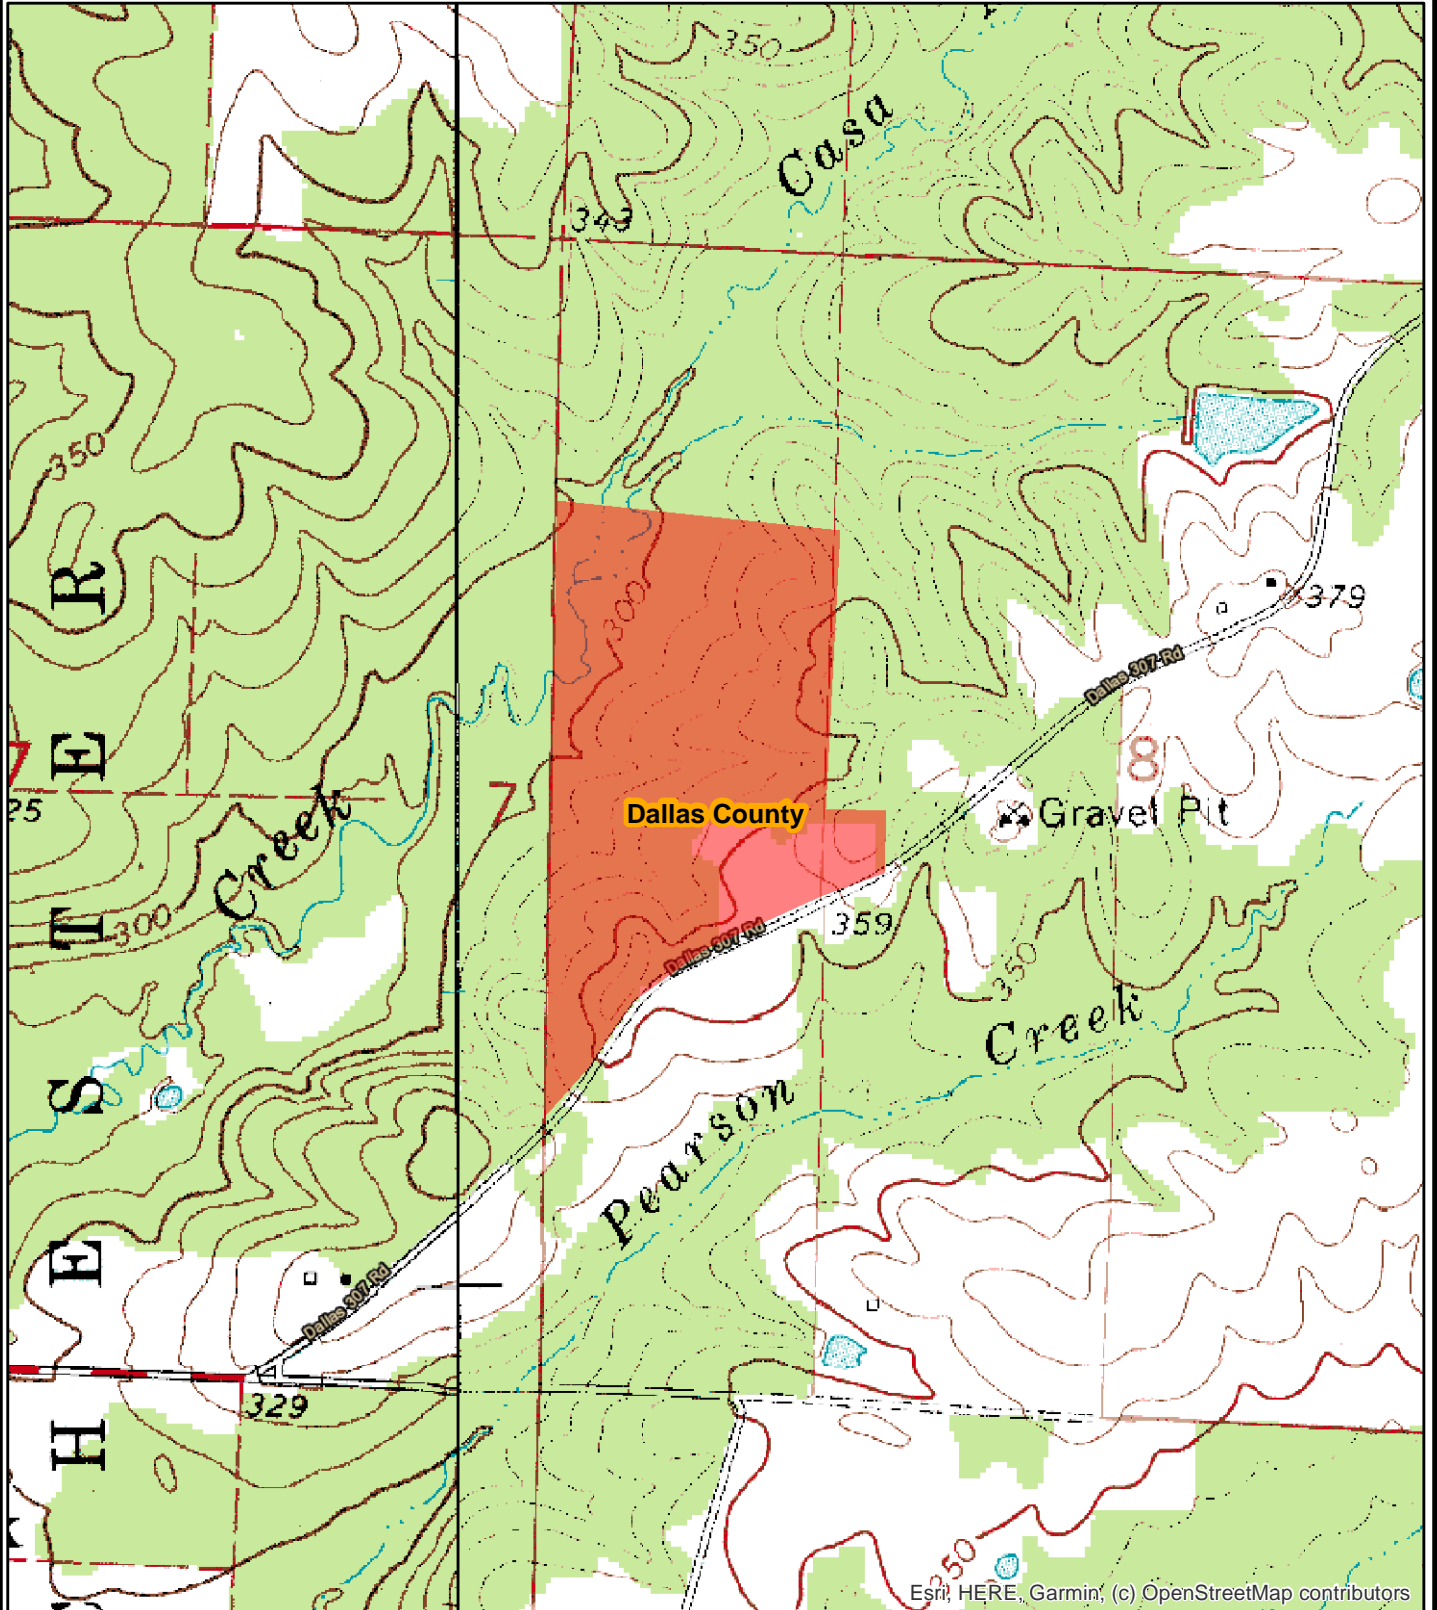 350
Casa
343
350
R
379
Dallas 307 Rd
300
E
7
8
7
25
Dallas County
Gravel Pit
Creek
T
300
359
Dallas 307 Rd
350
Creek
S
Pearson
E
Dallas 307 Rd
329
H
350
Esri, HERE, Garmin, (c) OpenStreetMap contributors